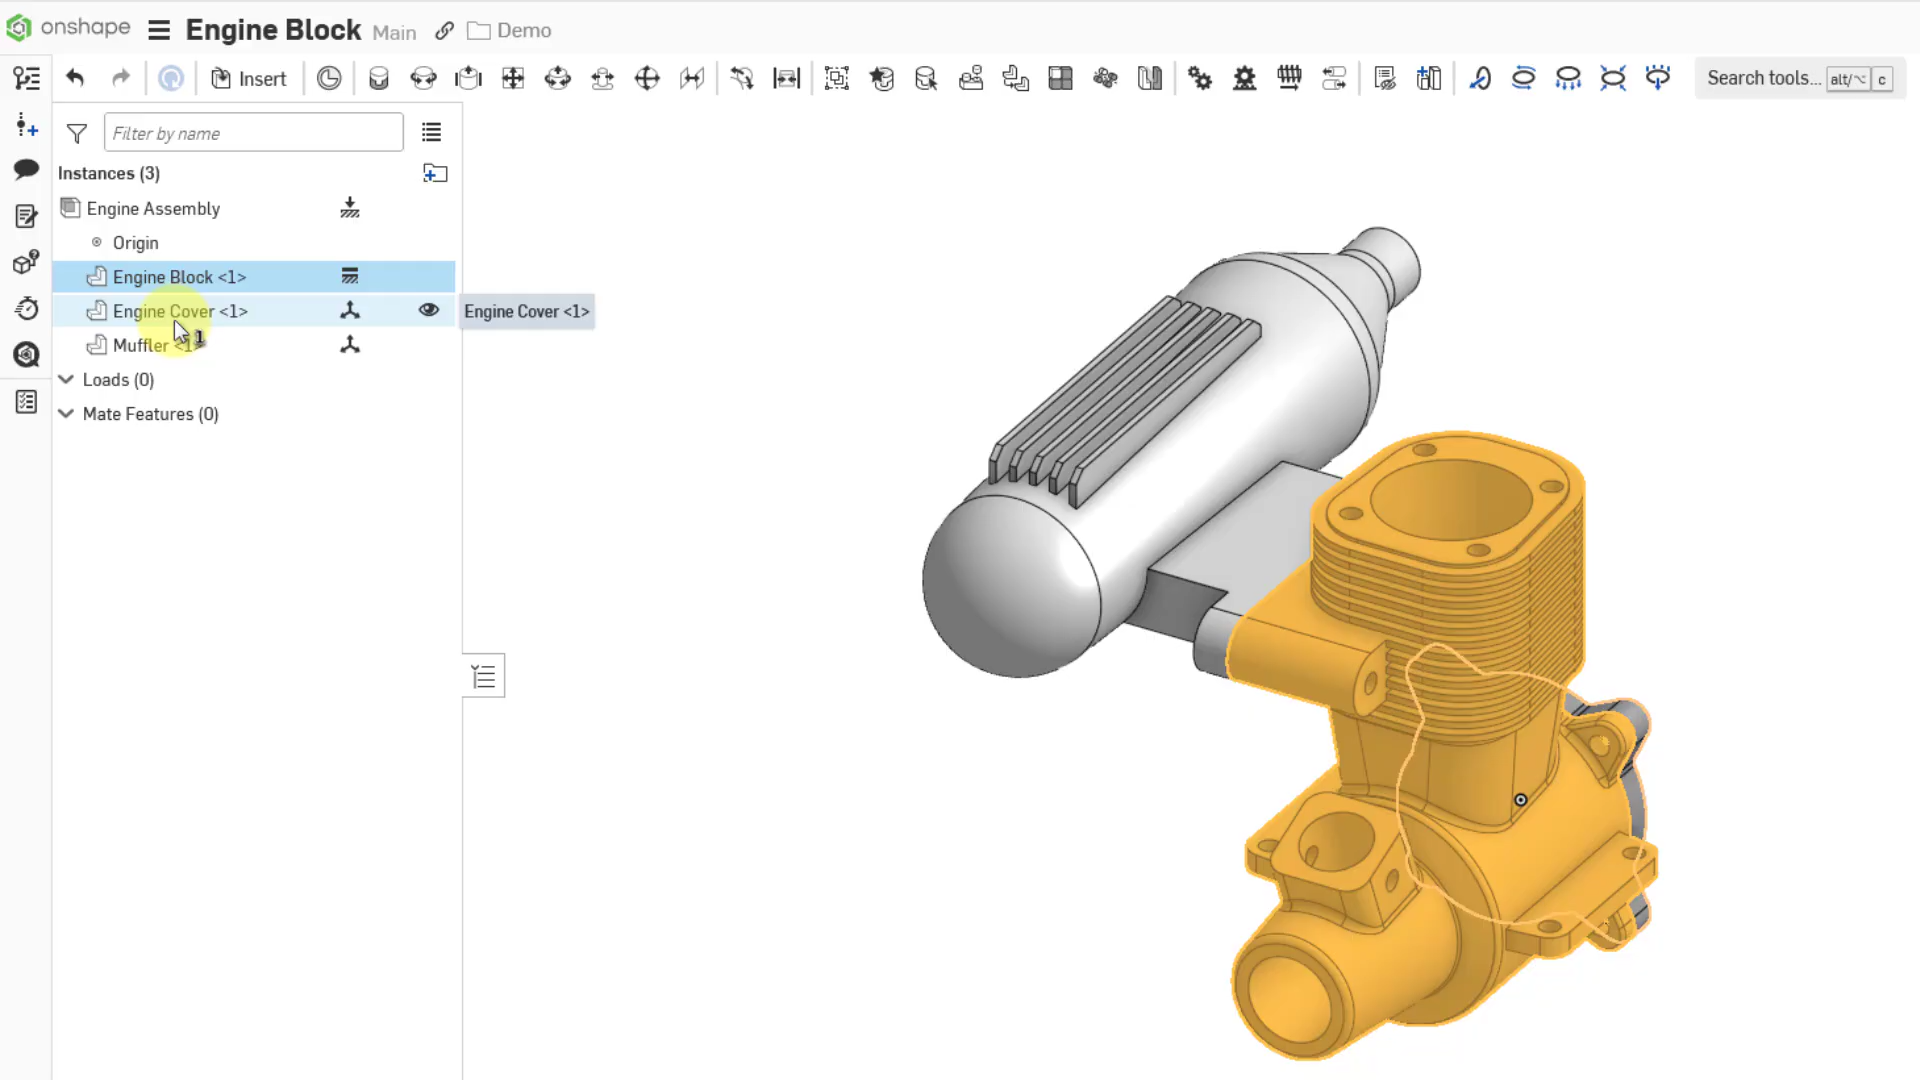 onshape Engine Block Main Demo
Insert Search tools... alt/⌥ c
Filter by name
Instances (3)
Engine Assembly
Origin
Engine Block <1>
Engine Cover <1> Engine Cover <1>
Muffler <1>
1
Loads (0)
Mate Features (0)